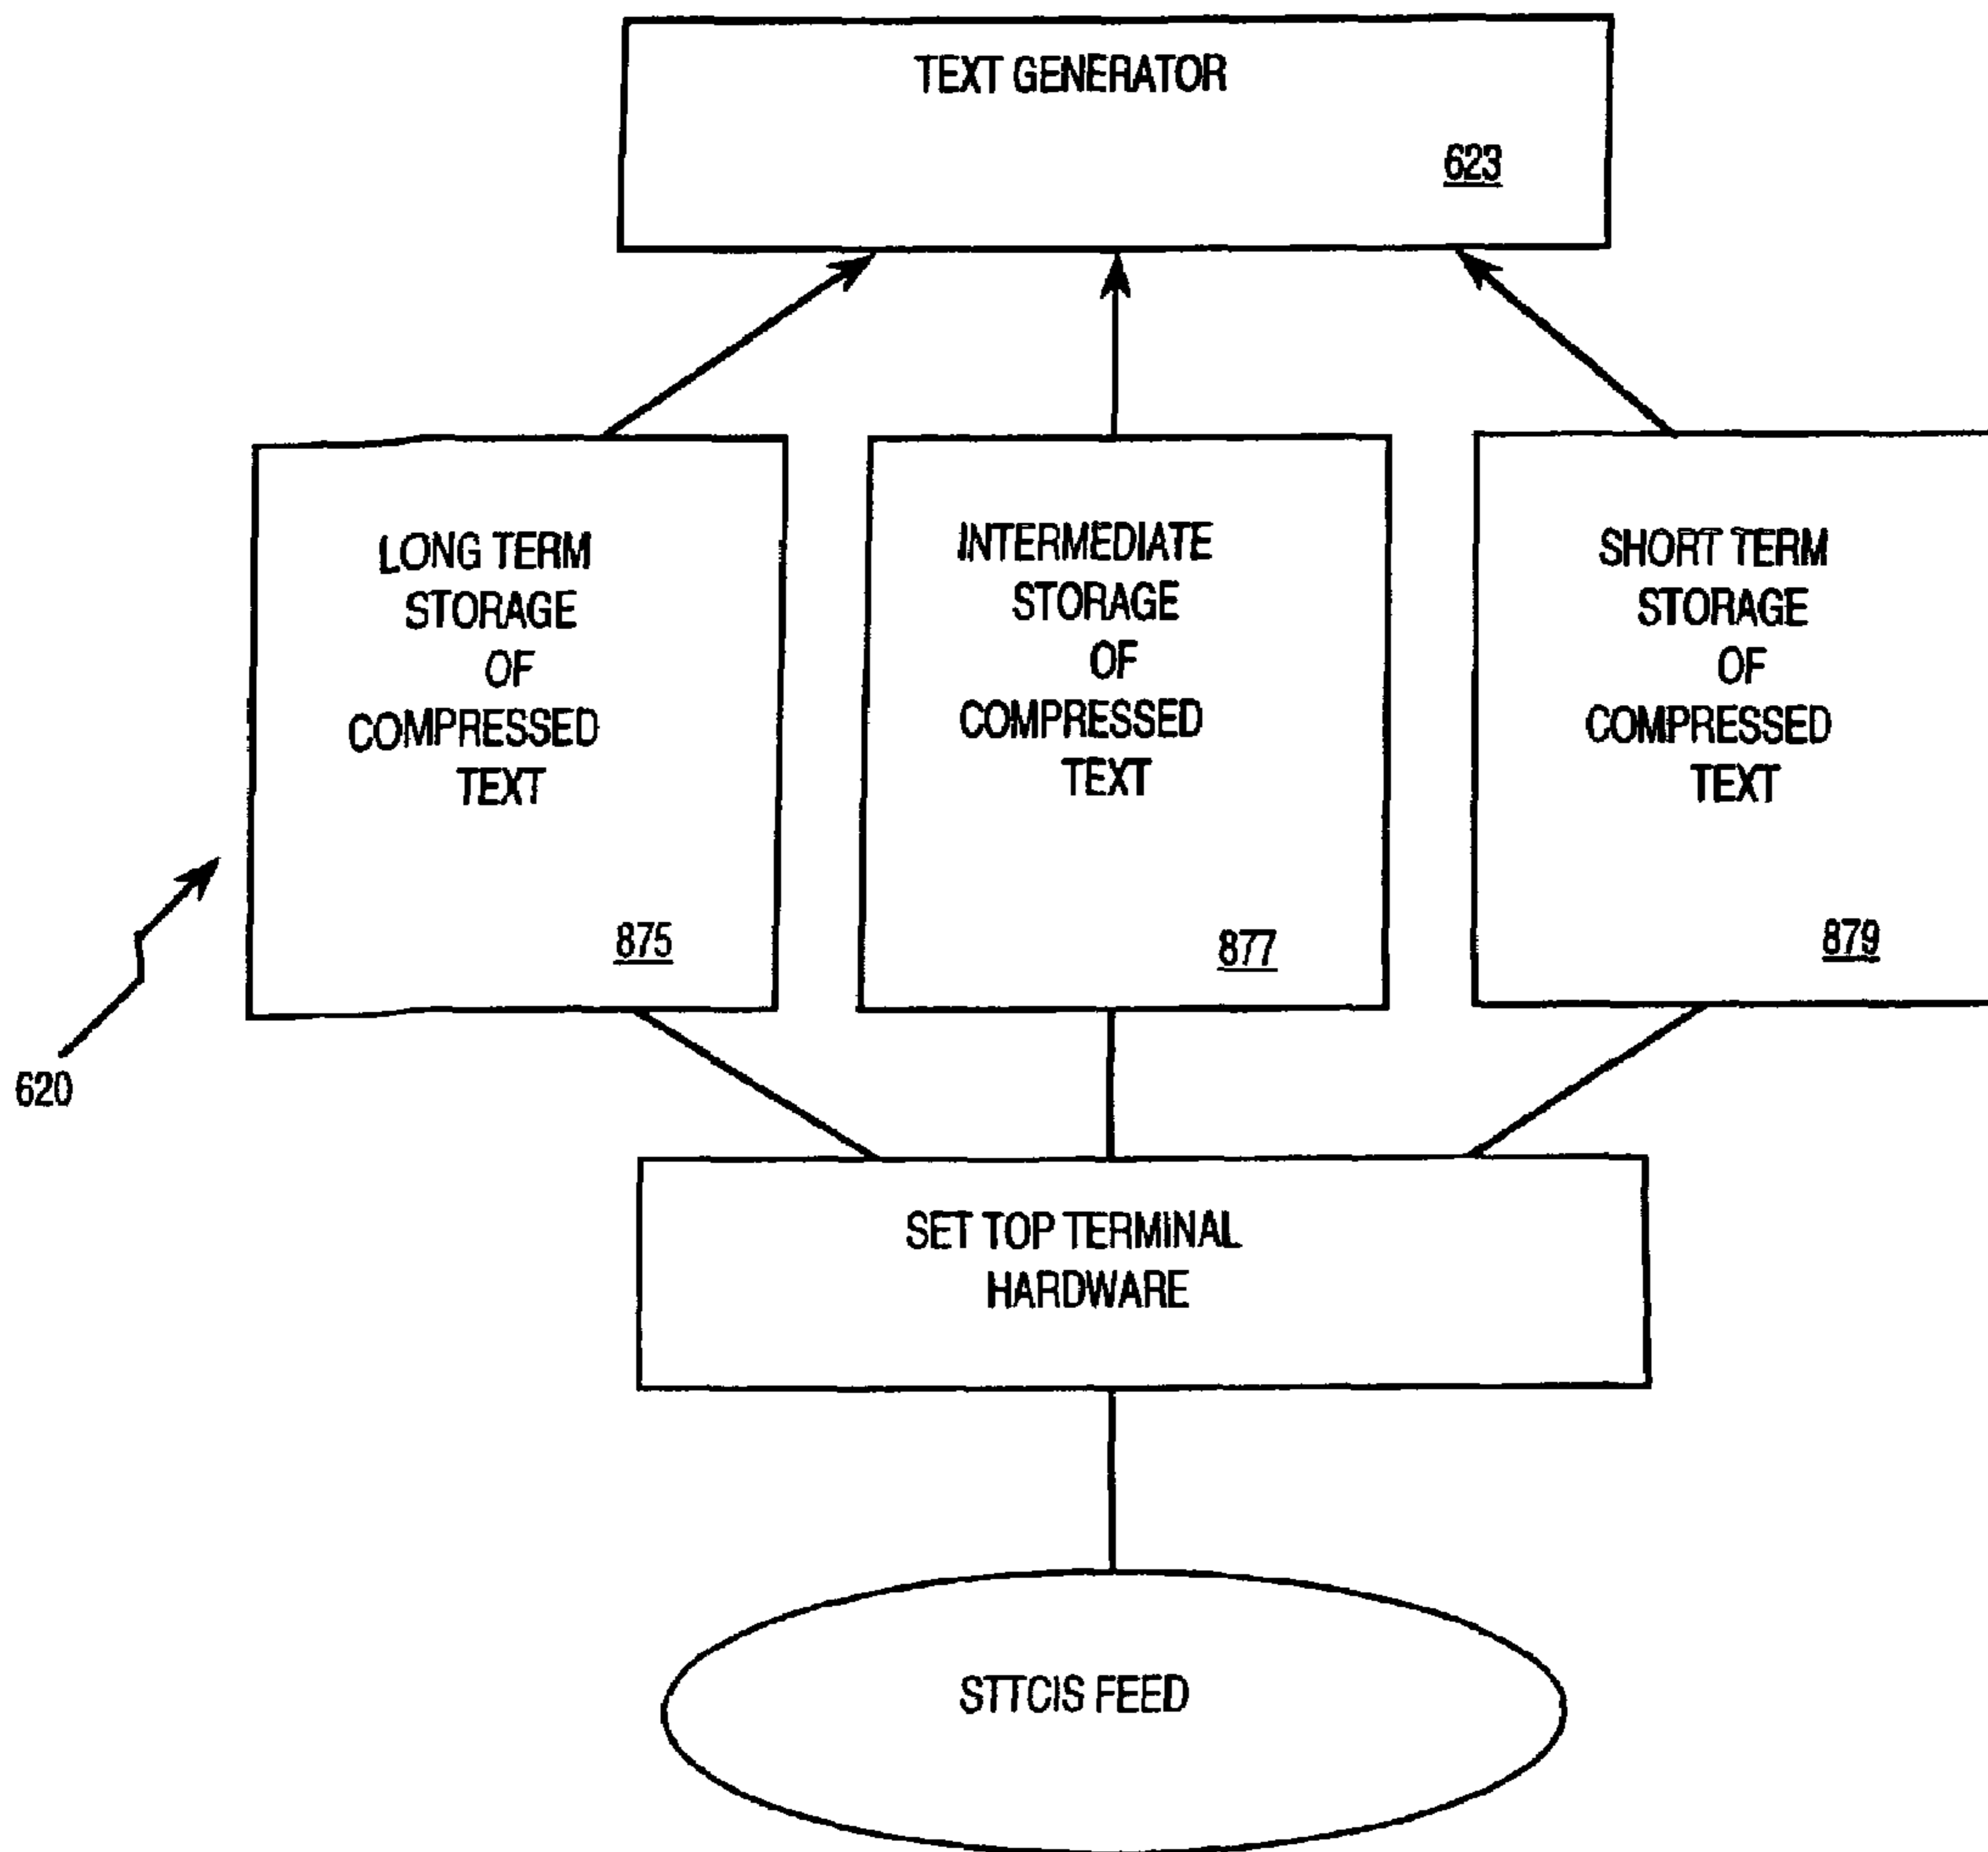 TEXT GENERATOR
623
LONG TERM
STORAGE
OF
COMPRESSED
TEXT
875
INTERMEDIATE
STORAGE
OF
COMPRESSED
TEXT
877
SHORT TERM
STORAGE
OF
COMPRESSED
TEXT
879
620
SET TOP TERMINAL
HARDWARE
STTCIS FEED